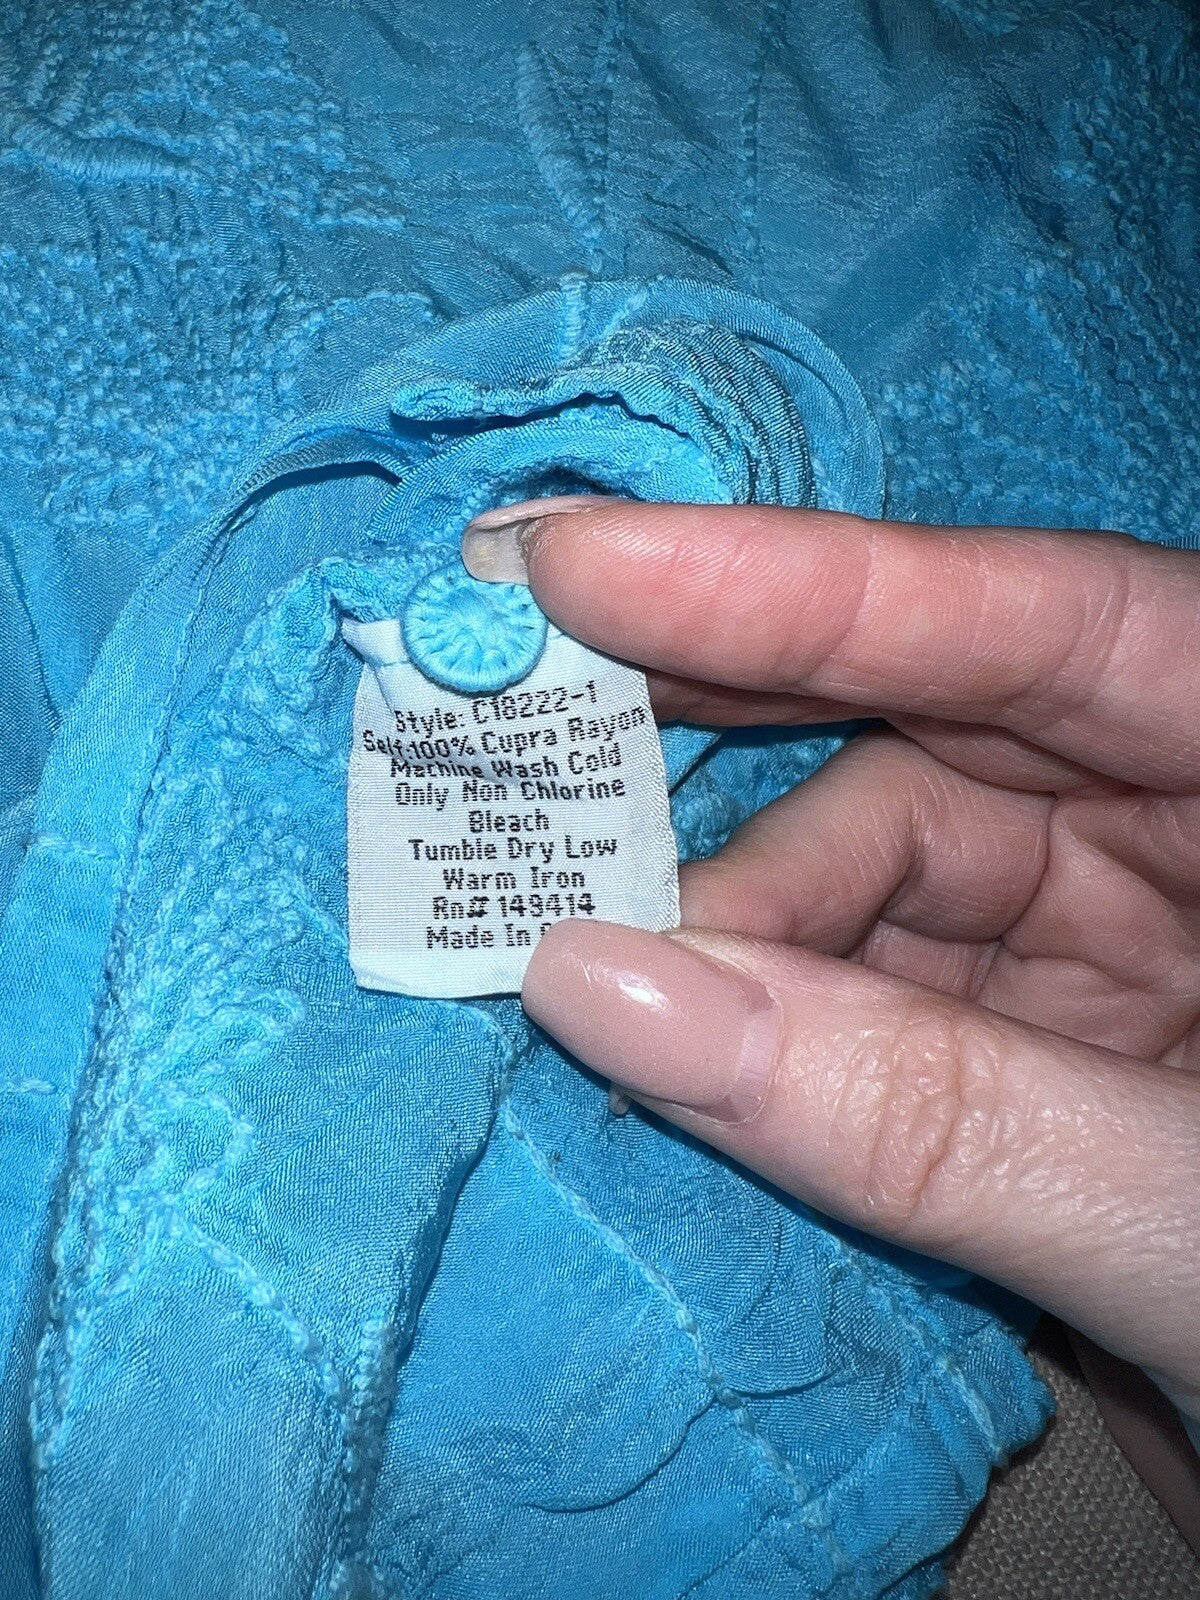 Style: C18222-1
Self:100% Cupra Rayon
Machine Wash Cold
Only Non Chlorine
Bleach
Tumble Dry Low
Warm Iron
Rn# 149414
Made In